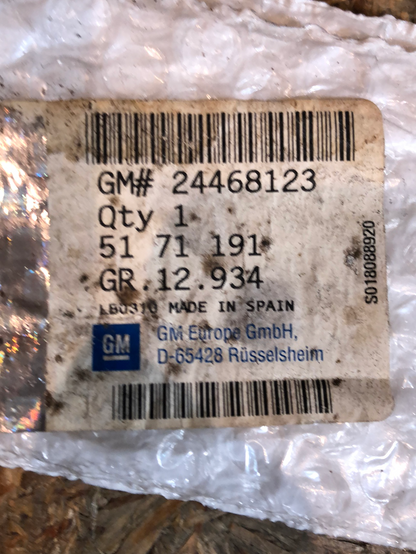 GM# 24468123
Qty 1
51 71 191
GR.12.934
LB0310 MADE IN SPAIN
GM
GM Europe GmbH,
D-65428 Rüsselsheim
S018088920